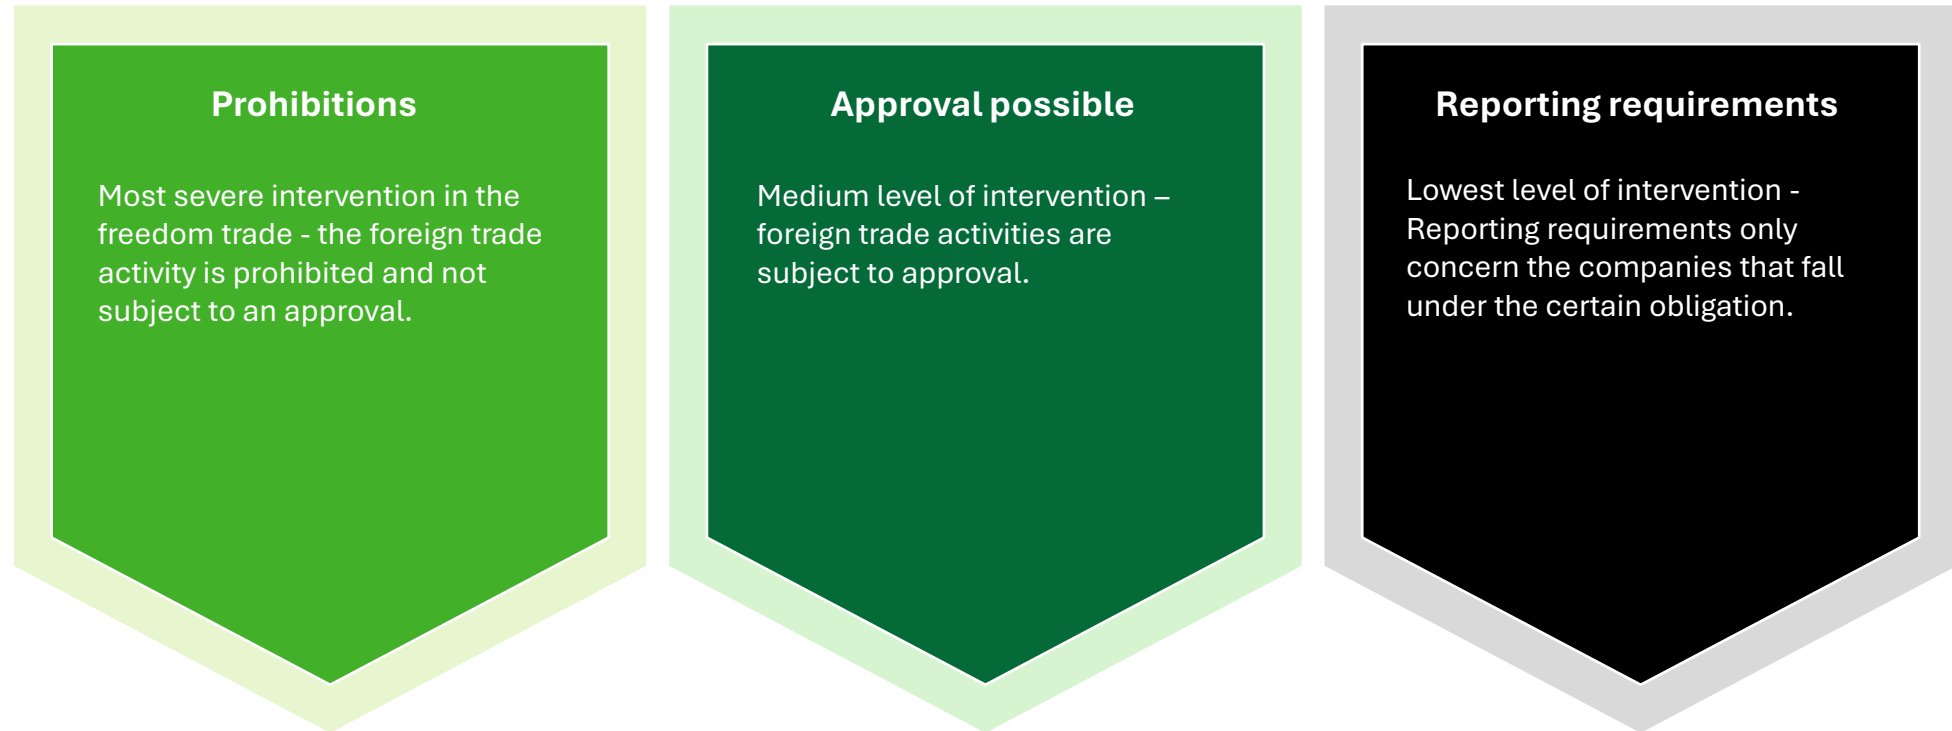 Prohibitions
Most severe intervention in the
freedom trade - the foreign trade
activity is prohibited and not
subject to an approval.
Approval possible
Medium level of intervention –
foreign trade activities are
subject to approval.
Reporting requirements
Lowest level of intervention -
Reporting requirements only
concern the companies that fall
under the certain obligation.